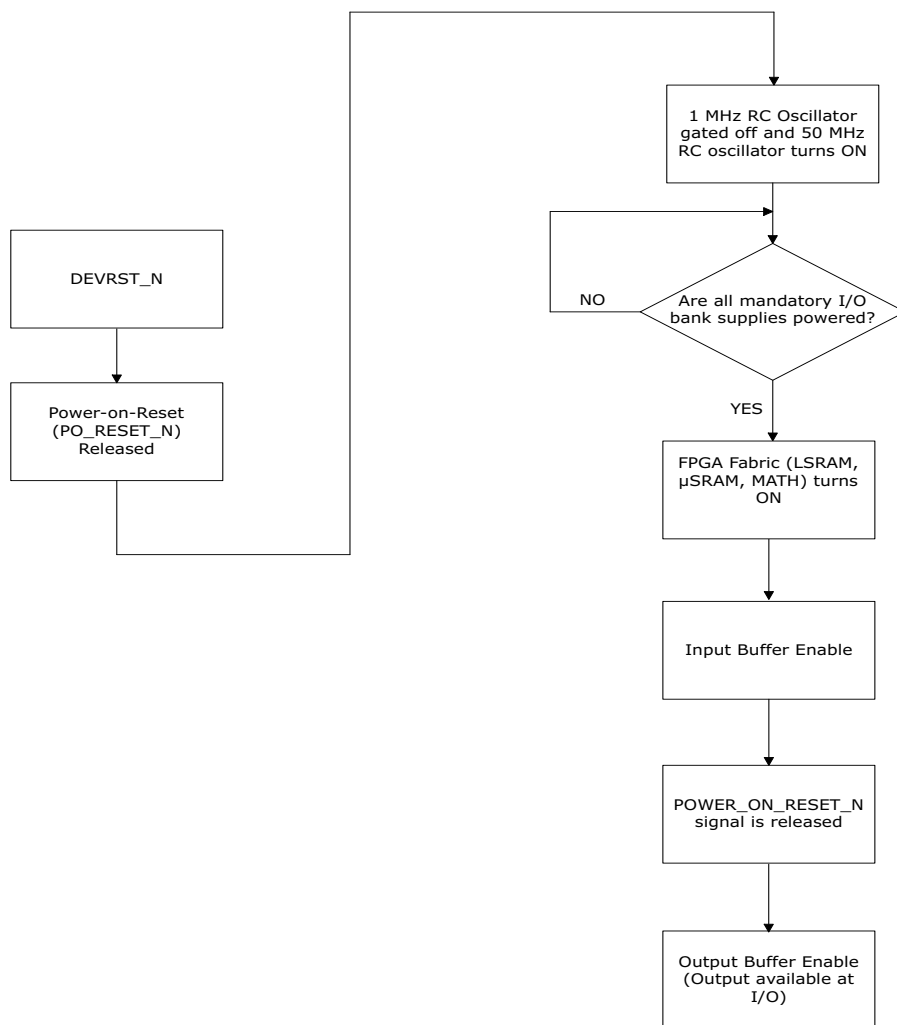 DEVRST_N
Power-on-Reset
(PO_RESET_N)
Released
1 MHz RC Oscillator
gated off and 50 MHz
RC oscillator turns ON
Are all mandatory I/O
bank supplies powered?
NO
YES
FPGA Fabric (LSRAM,
µSRAM, MATH) turns
ON
Input Buffer Enable
POWER_ON_RESET_N
signal is released
Output Buffer Enable
(Output available at
I/O)